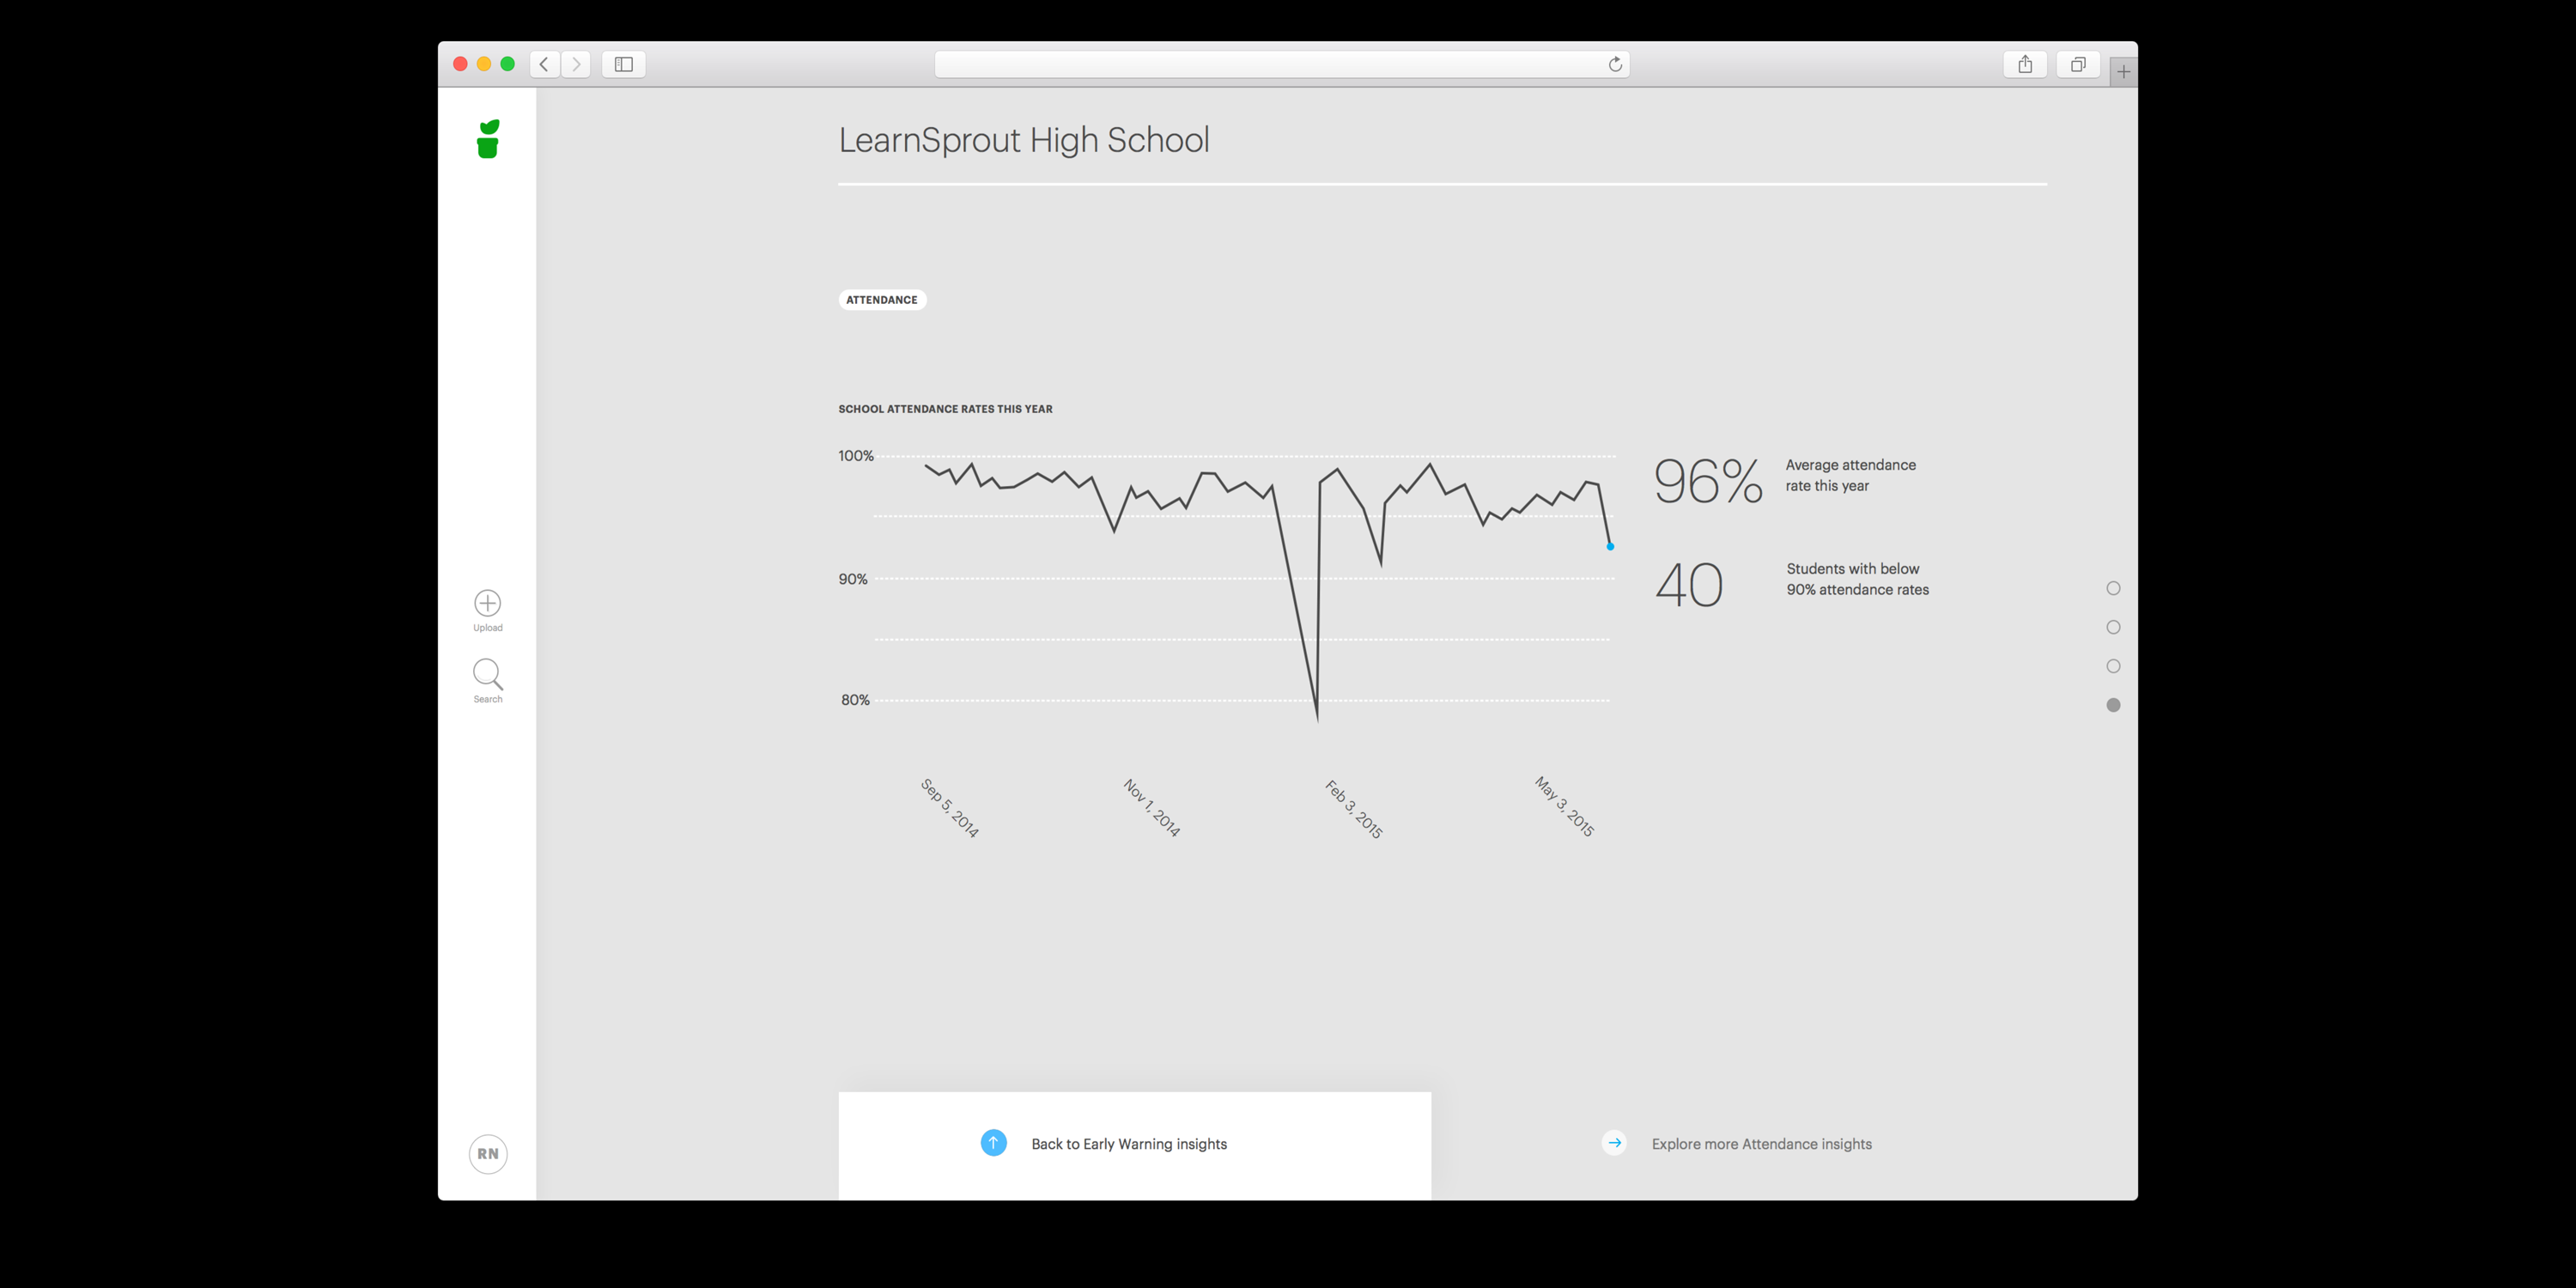 LearnSprout High School
ATTENDANCE
SCHOOL ATTENDANCE RATES THIS YEAR
100%
90%
80%
Sep 5, 2014
Nov 1, 2014
Feb 3, 2015
May 3, 2015
96%
Average attendance
rate this year
40
Students with below
90% attendance rates
Upload
Search
RN
Back to Early Warning insights
Explore more Attendance insights